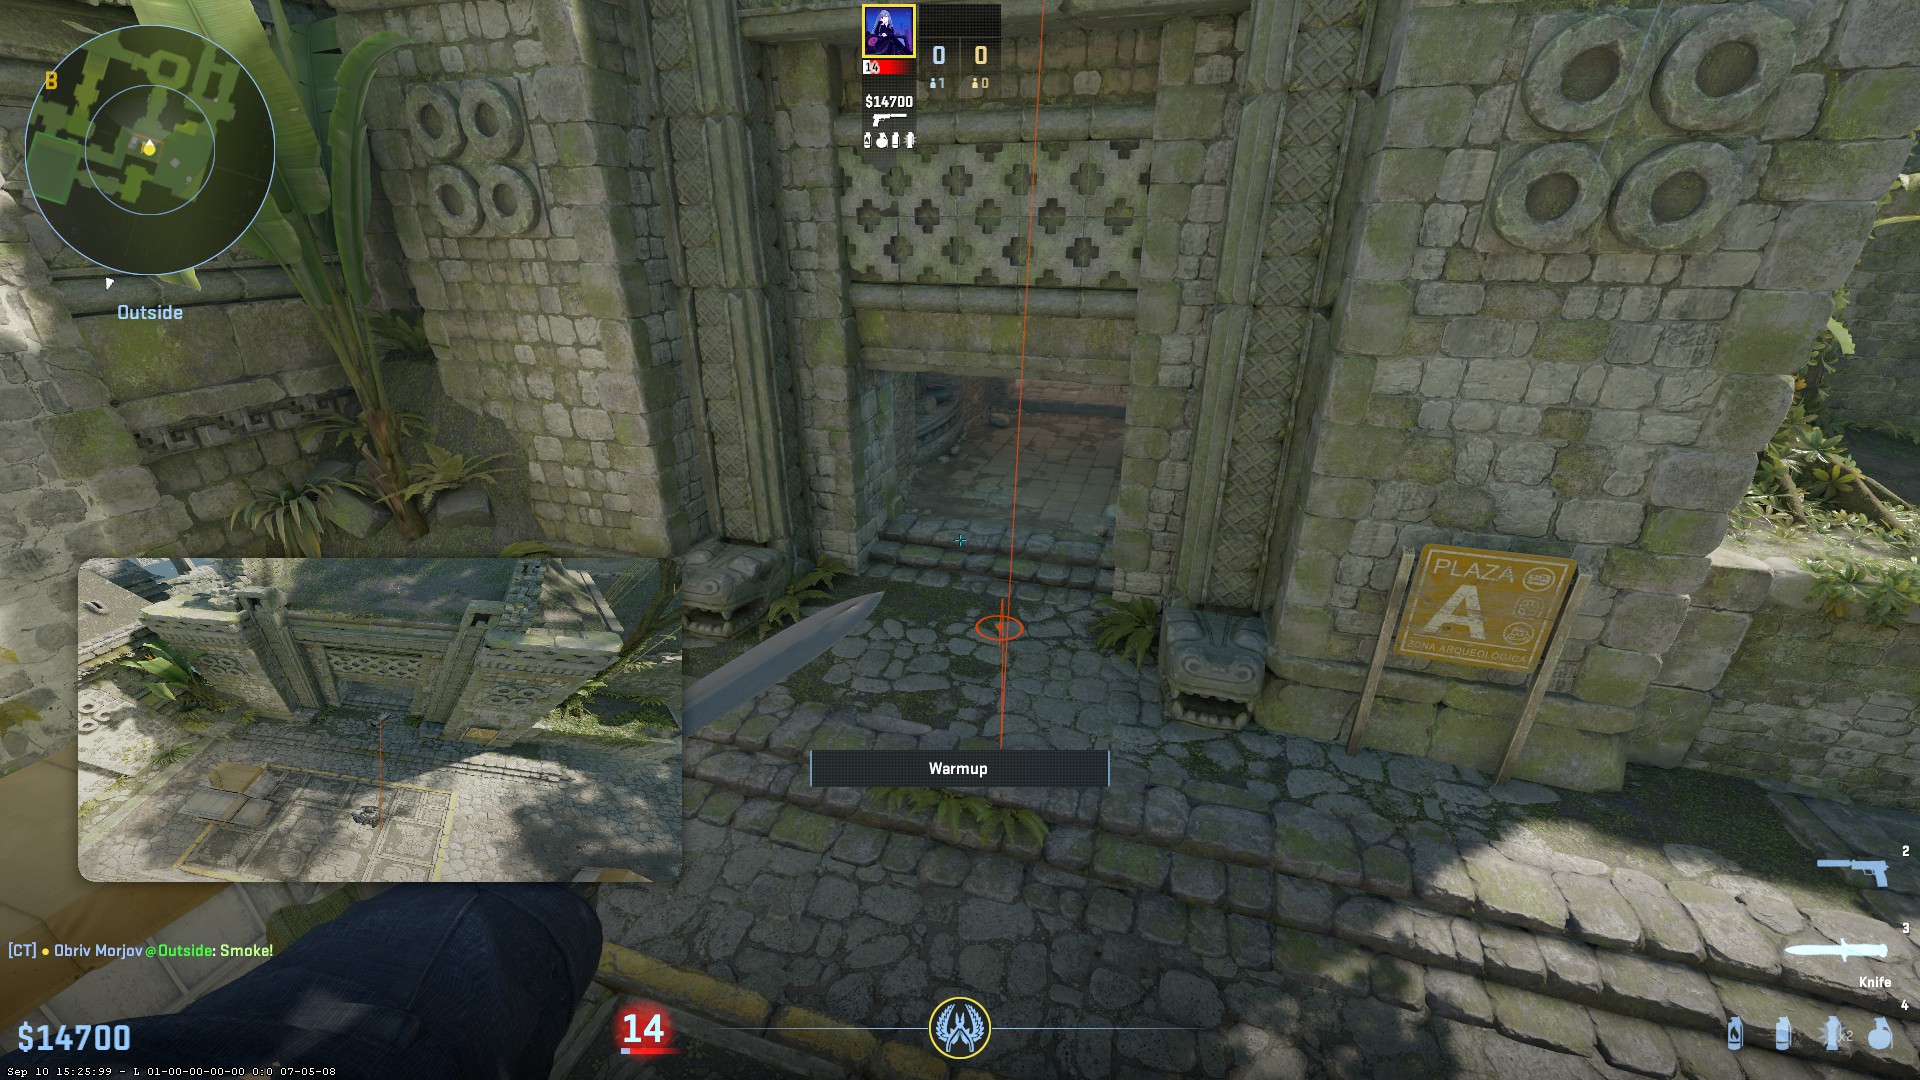 B
14
0 0
1 0
$14700
Outside
PLAZA
A
ZONA ARQUEOLÓGICA
Warmup
2
3
Knife
4
x2
[CT] ● Obriv Morjov@Outside: Smoke!
$14700
14
Sep 10 15:25:99 - L 01-00-00-00-00 0:0 07-05-08